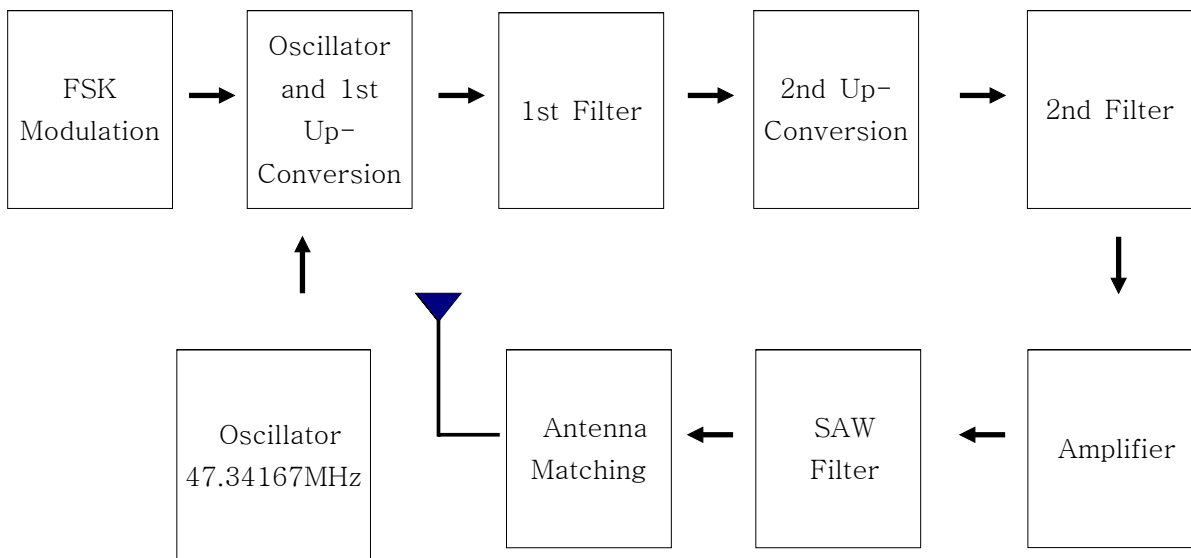 FSK
Modulation
Oscillator
and 1st
Up-
Conversion
1st Filter
2nd Up-
Conversion
2nd Filter
Oscillator
47.34167MHz
Antenna
Matching
SAW
Filter
Amplifier